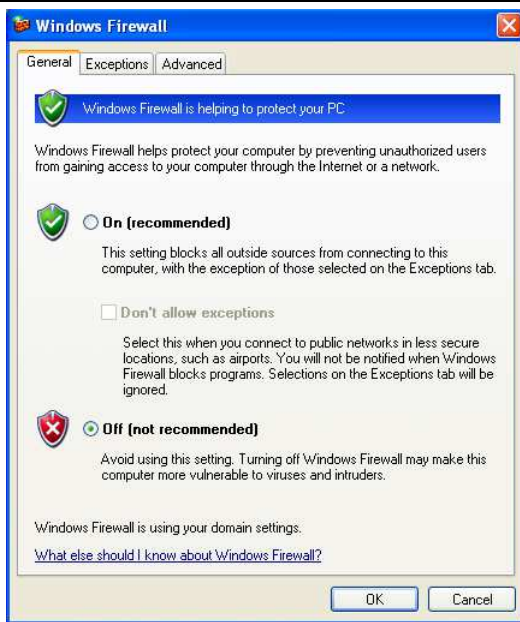 Windows Firewall
General Exceptions Advanced
Windows Firewall is helping to protect your PC
Windows Firewall helps protect your computer by preventing unauthorized users
from gaining access to your computer through the Internet or a network.
On (recommended)
This setting blocks all outside sources from connecting to this
computer, with the exception of those selected on the Exceptions tab.
Don't allow exceptions
Select this when you connect to public networks in less secure
locations, such as airports. You will not be notified when Windows
Firewall blocks programs. Selections on the Exceptions tab will be
ignored.
Off (not recommended)
Avoid using this setting. Turning off Windows Firewall may make this
computer more vulnerable to viruses and intruders.
Windows Firewall is using your domain settings.
What else should I know about Windows Firewall?
OK Cancel